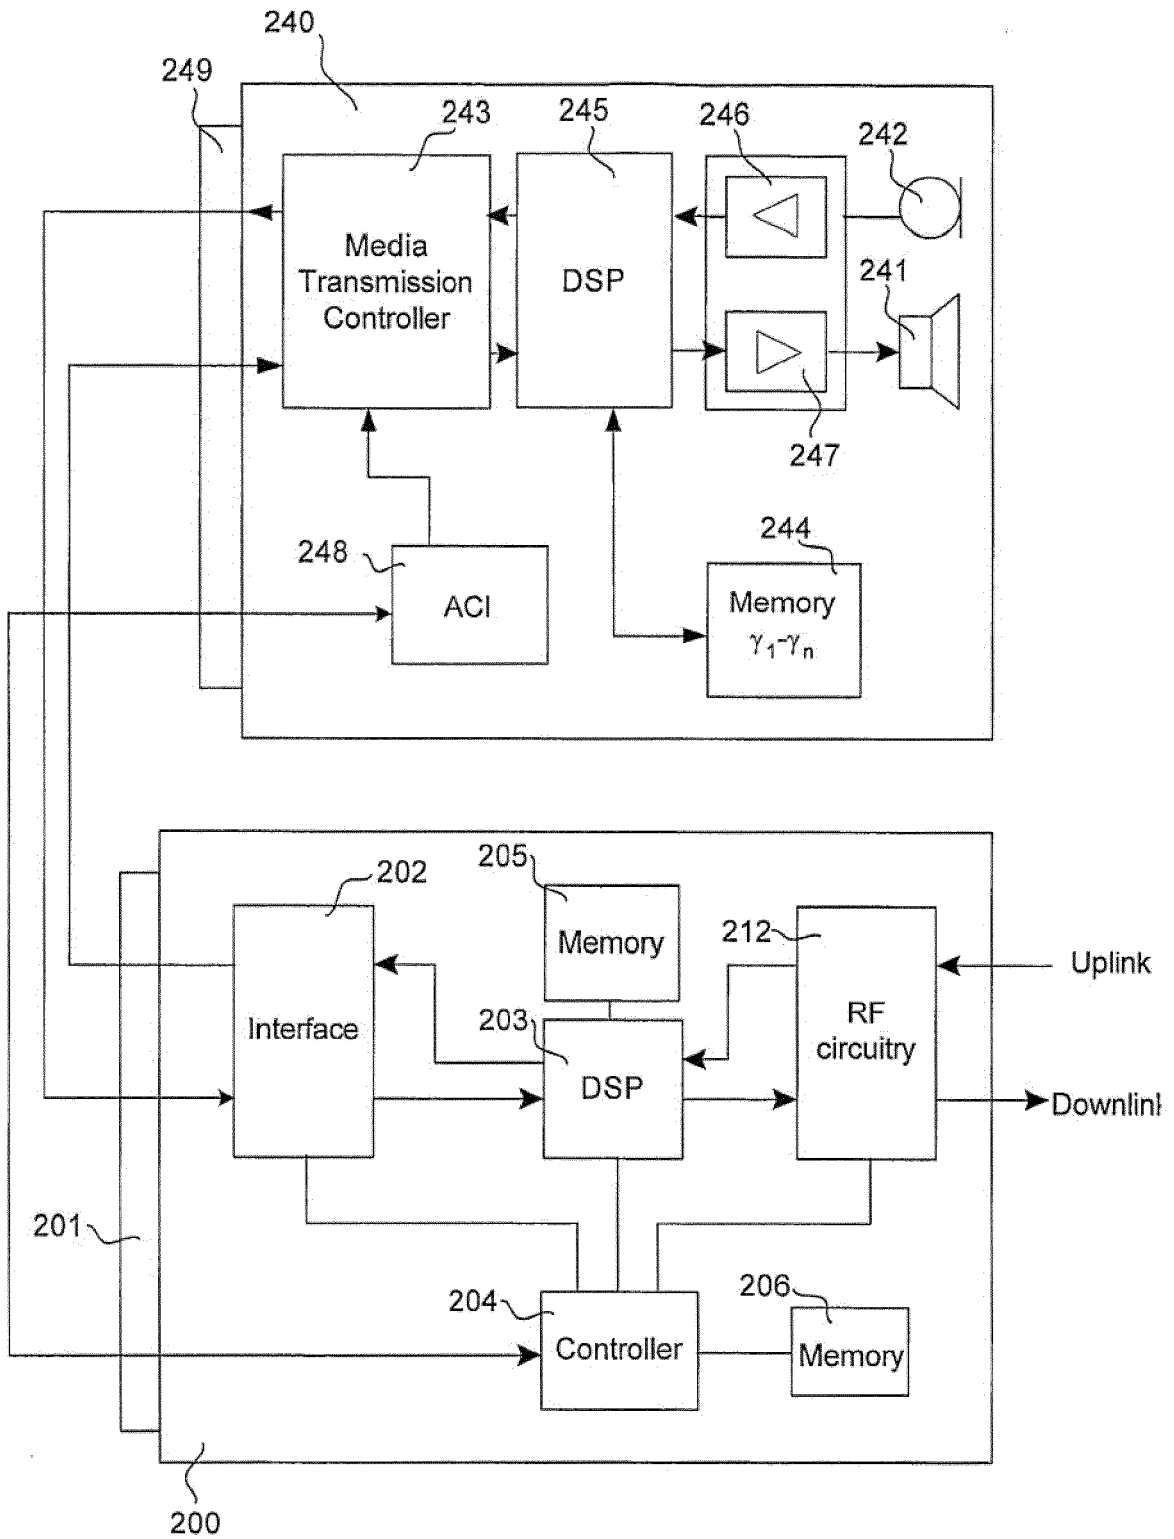 240
249
243
245
246
242
Media
Transmission
Controller
DSP
241
247
248
ACI
244
Memory
γ1-γn
205
202
Memory
212
Uplink
Interface
203
DSP
RF
circuitry
Downlink
201
204
Controller
206
Memory
200